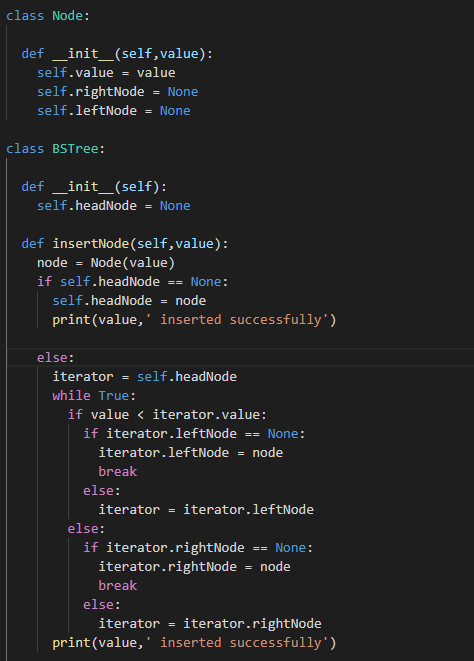 class Node:
  def __init__(self,value):
    self.value = value
    self.rightNode = None
    self.leftNode = None
class BSTree:
  def __init__(self):
    self.headNode = None
  def insertNode(self,value):
    node = Node(value)
    if self.headNode == None:
      self.headNode = node
      print(value,' inserted successfully')
    else:
      iterator = self.headNode
      while True:
        if value < iterator.value:
          if iterator.leftNode == None:
            iterator.leftNode = node
            break
          else:
            iterator = iterator.leftNode
        else:
          if iterator.rightNode == None:
            iterator.rightNode = node
            break
          else:
            iterator = iterator.rightNode
      print(value,' inserted successfully')